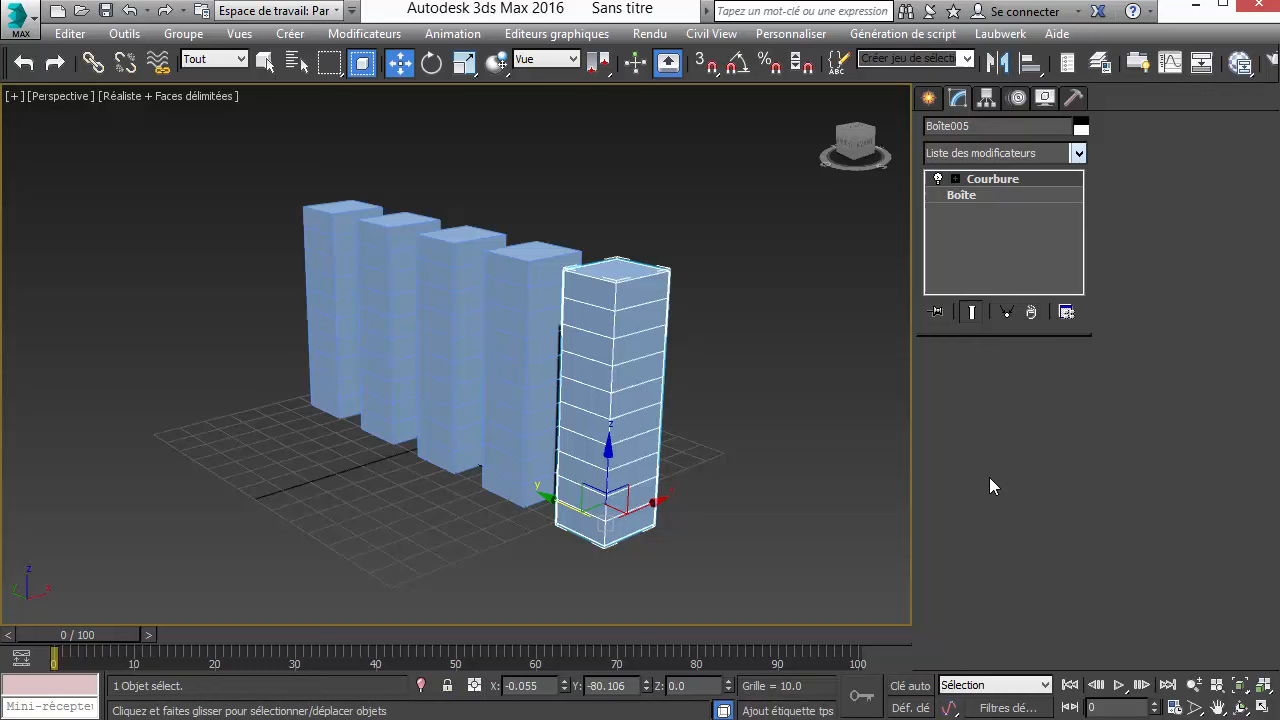 Espace de travail: Par
Autodesk 3ds Max 2016 Sans titre
Tapez un mot-clé ou une expression
Se connecter
MAX
Editer Outils Groupe Vues Créer Modificateurs Animation Editeurs graphiques Rendu Civil View Personnaliser Génération de script Laubwerk Aide
Tout
Vue
3
%
ABC
Créer jeu de sélecti
[+] [Perspective ] [Réaliste + Faces délimitées ]
Boîte005
Liste des modificateurs
Courbure
Boîte
z
y
z
x
y
< 0 / 100 >
0 10 20 30 40 50 60 70 80 90 100
1 Objet sélect.
X: -0.055 Y: -80.106 Z: 0.0
Grille = 10.0
Clé auto
Sélection
Mini-récepte
Cliquez et faites glisser pour sélectionner/déplacer objets
Ajout étiquette tps
Déf. clé
Filtres clé...
0